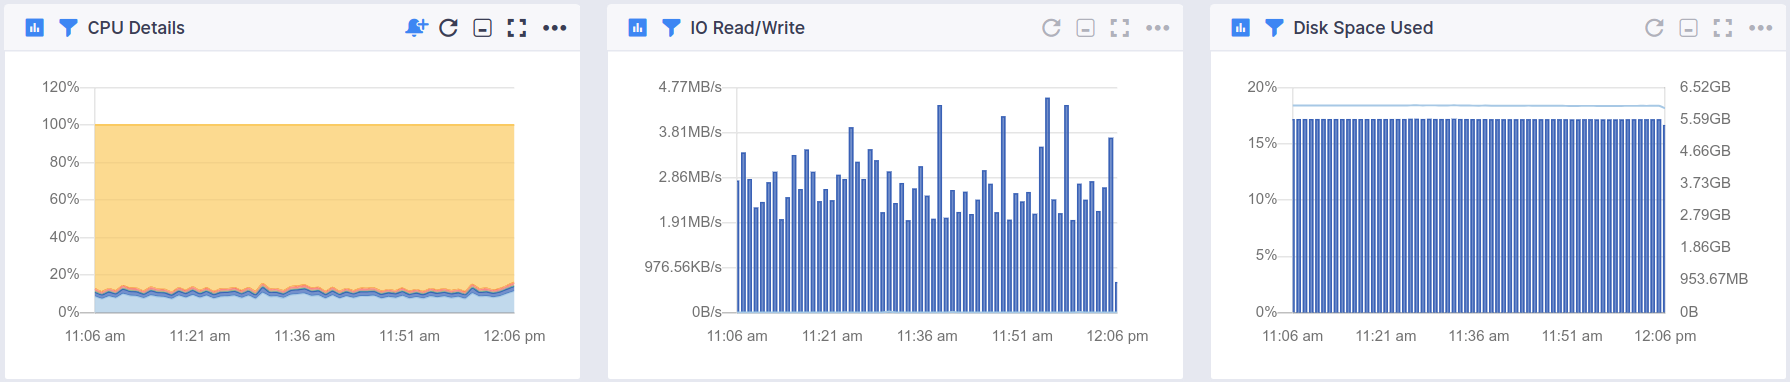 CPU Details
120%
100%
80%
60%
40%
20%
0%
11:06 am 11:21 am 11:36 am 11:51 am 12:06 pm
IO Read/Write
4.77MB/s
3.81MB/s
2.86MB/s
1.91MB/s
976.56KB/s
0B/s
11:06 am 11:21 am 11:36 am 11:51 am 12:06 pm
Disk Space Used
20% 6.52GB
5.59GB
15% 4.66GB
3.73GB
10% 2.79GB
1.86GB
5% 953.67MB
0% 0B
11:06 am 11:21 am 11:36 am 11:51 am 12:06 pm